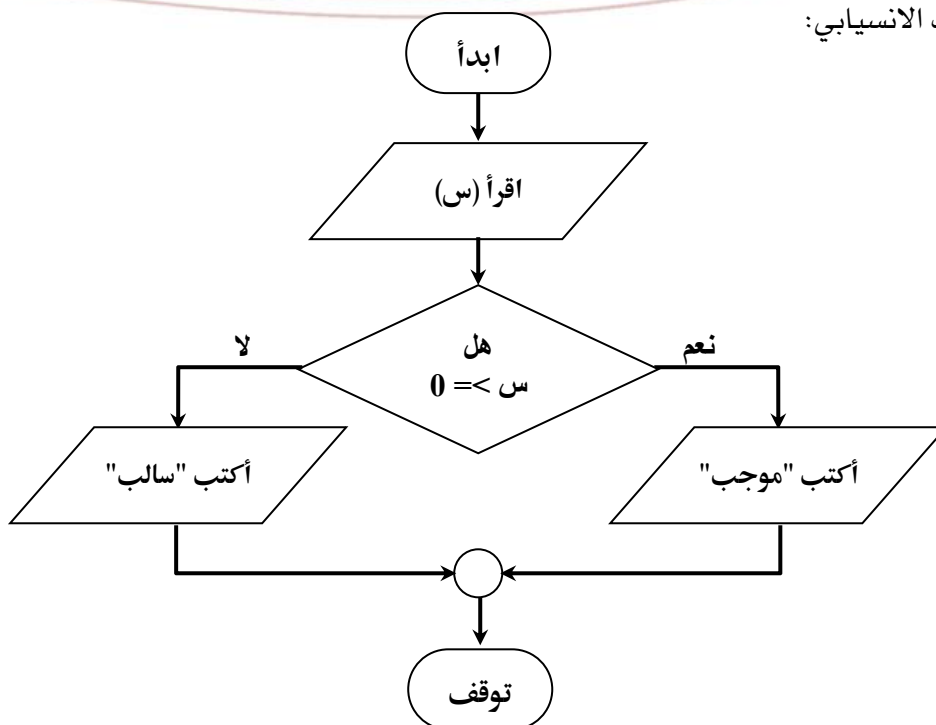 الانسيابي:
ابدأ
اقرأ (س)
هل
س >= 0
نعم
لا
أكتب "موجب"
أكتب "سالب"
توقف